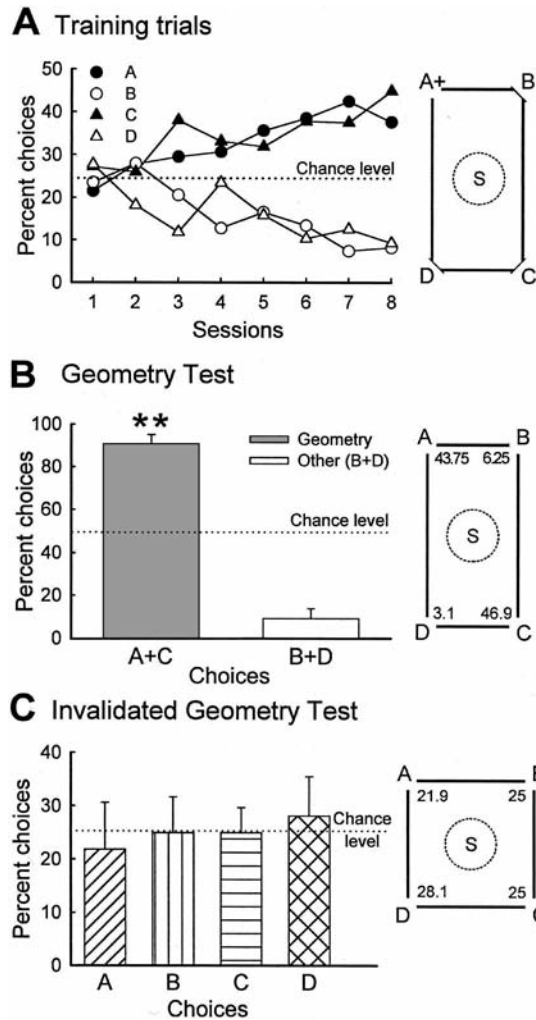 A Training trials
Percent choices
50
40
30
20
10
0
A
B
C
D
Chance level
1 2 3 4 5 6 7 8
Sessions
A+ B
S
D C
B Geometry Test
Percent choices
100
80
60
40
20
0
**
Geometry
Other (B+D)
Chance level
A+C B+D
Choices
A B
43.75 6.25
S
3.1 46.9
D C
C Invalidated Geometry Test
Percent choices
40
30
20
10
0
Chance
level
A B C D
Choices
A B
21.9 25
S
28.1 25
D C